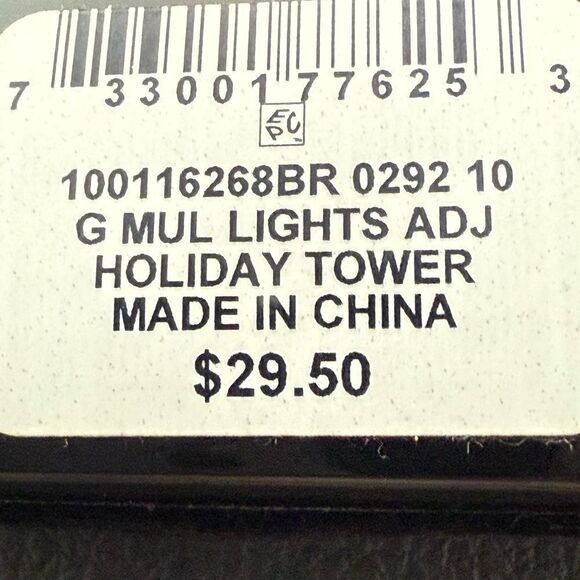 7 33001 77625 3
EPC
100116268BR 0292 10
G MUL LIGHTS ADJ
HOLIDAY TOWER
MADE IN CHINA
$29.50